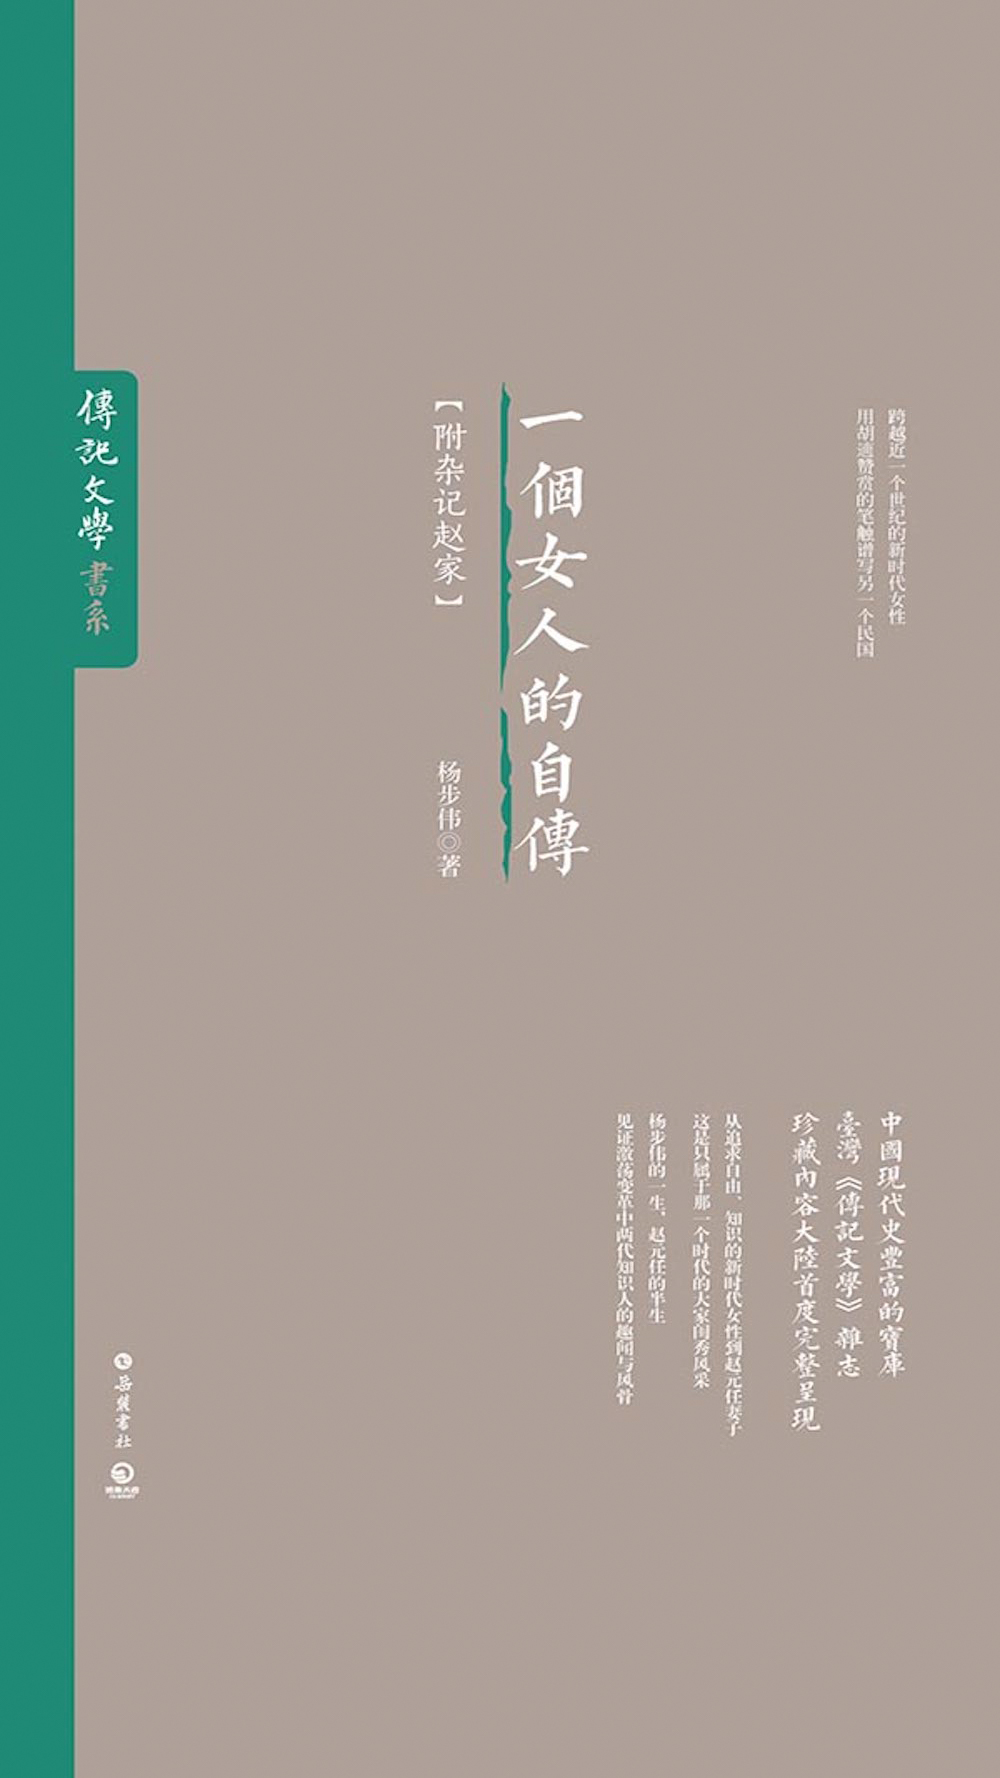 跨越近一个世纪的新时代女性
用胡适赞赏的笔触谱写另一个民国
一個女人的自傳
【附杂记赵家】
杨步伟◎著
中國現代史豐富的寶庫
臺灣《傳記文學》雜志
珍藏內容大陸首度完整呈現
从追求自由、知识的新时代女性到赵元任妻子
这是只属于那一个时代的大家闺秀风采
杨步伟的一生，赵元任的半生
见证激荡变革中两代知识人的趣闻与风骨
傳記文學書系
岳麓書社